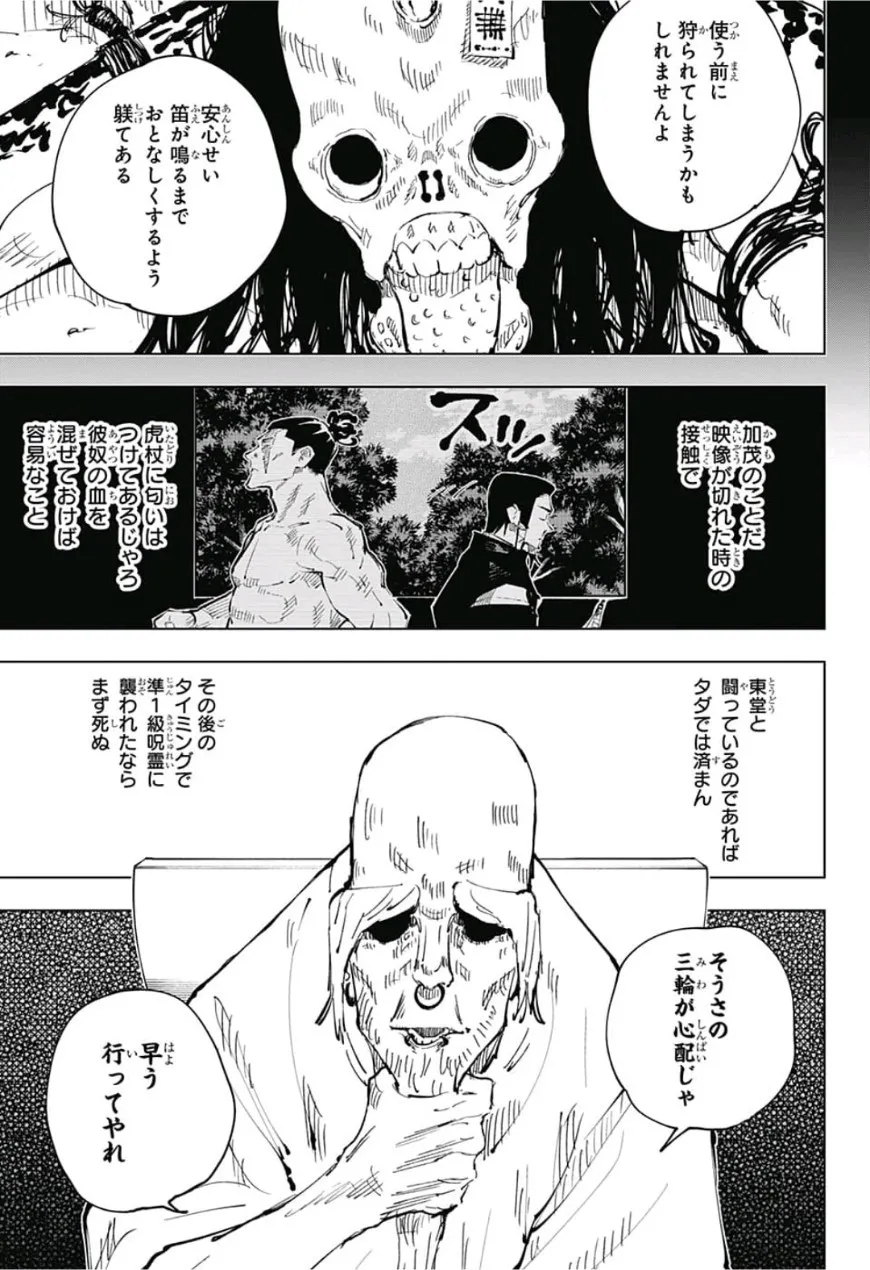 使う前に
狩られてしまうかも
しれませんよ
安心せい
笛が鳴るまで
おとなしくするよう
躾てある
加茂のことだ
映像が切れた時の
接触で
スッ
虎杖に匂いは
つけてあるじゃろ
彼奴の血を
混ぜておけば
容易なこと
東堂と
闘っているのであれば
タダでは済まん
その後の
タイミングで
準1級呪霊に
襲われたなら
まず死ぬ
そうさの
三輪が心配じゃ
早う
行ってやれ